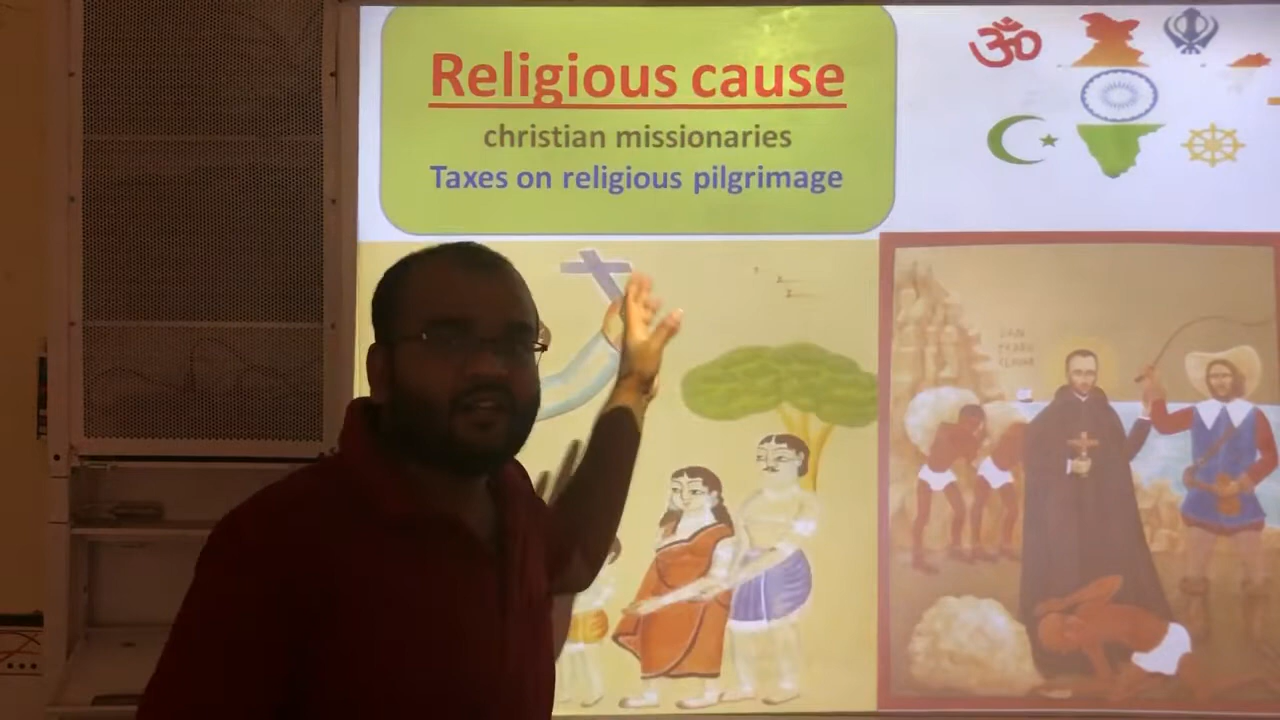 Religious cause
christian missionaries
Taxes on religious pilgrimage
ॐ